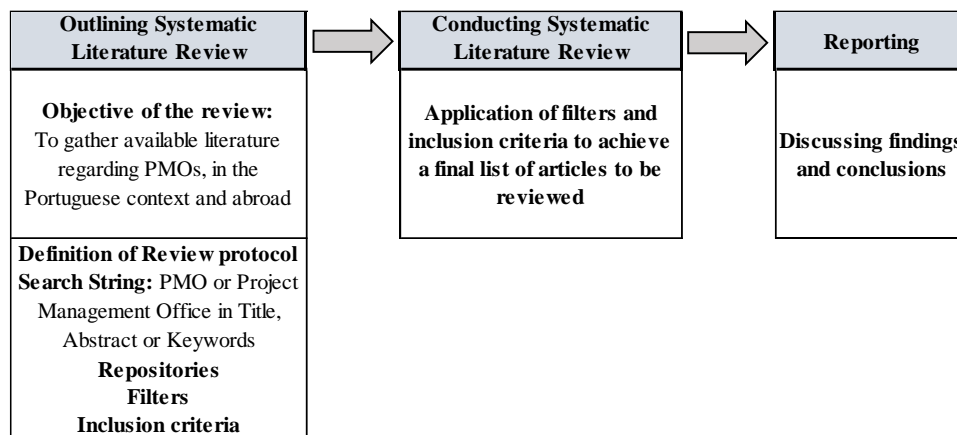 Outlining Systematic
Literature Review
Objective of the review:
To gather available literature
regarding PMOs, in the
Portuguese context and abroad
Definition of Review protocol
Search String: PMO or Project
Management Office in Title,
Abstract or Keywords
Repositories
Filters
Inclusion criteria
Conducting Systematic
Literature Review
Application of filters and
inclusion criteria to achieve
a final list of articles to be
reviewed
Reporting
Discussing findings
and conclusions